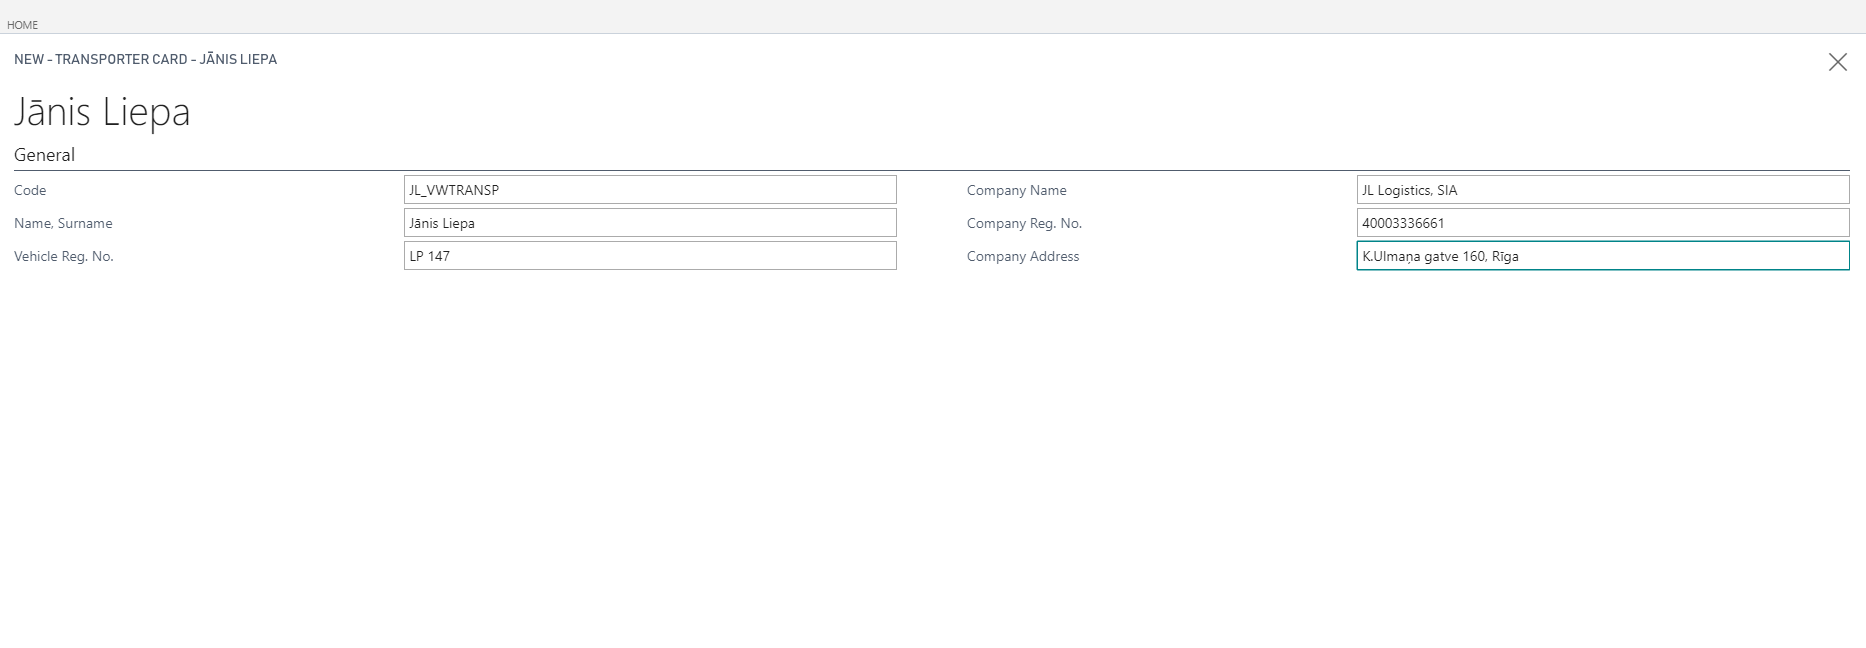 HOME
NEW - TRANSPORTER CARD - JĀNIS LIEPA
Jānis Liepa
General
Code JL_VWTRANSP
Name, Surname Jānis Liepa
Vehicle Reg. No. LP 147
Company Name JL Logistics, SIA
Company Reg. No. 40003336661
Company Address K.Ulmaņa gatve 160, Rīga